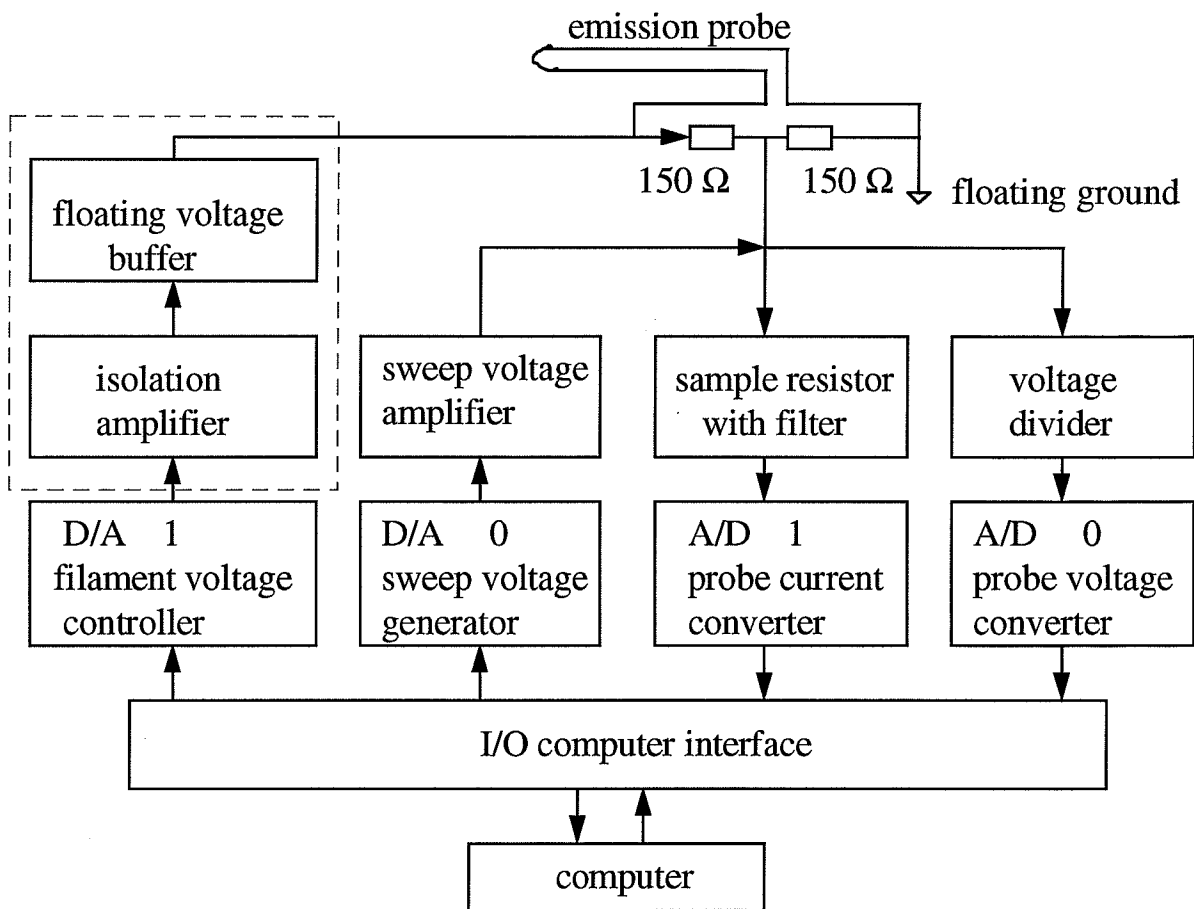 emission probe
150 Ω
150 Ω
floating ground
floating voltage
buffer
isolation
amplifier
sweep voltage
amplifier
sample resistor
with filter
voltage
divider
D/A 1
filament voltage
controller
D/A 0
sweep voltage
generator
A/D 1
probe current
converter
A/D 0
probe voltage
converter
I/O computer interface
computer